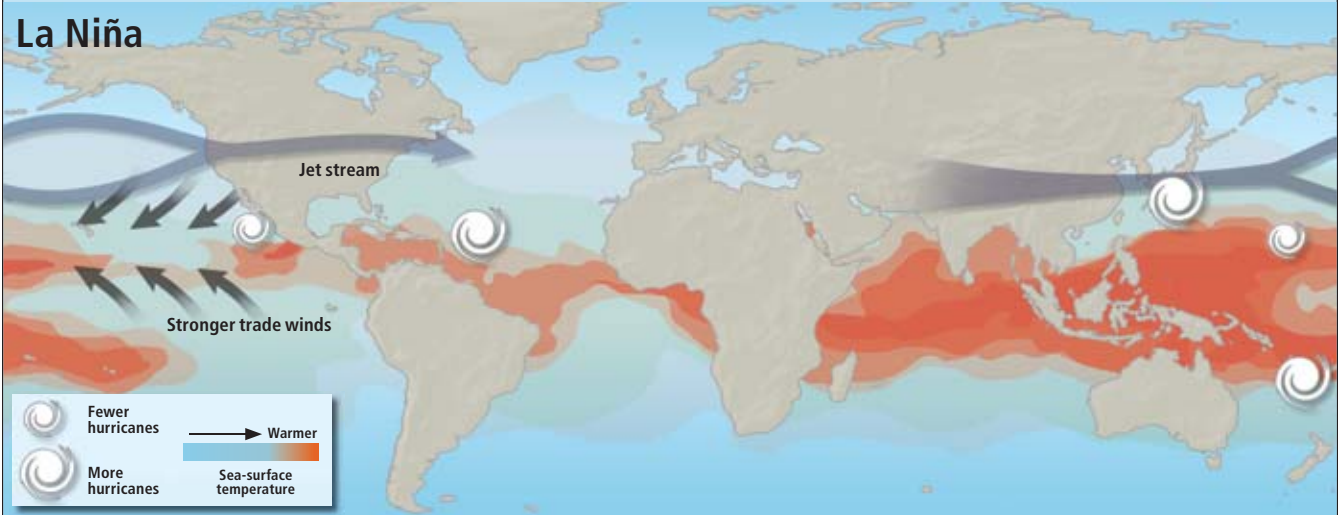 La Niña
Jet stream
Stronger trade winds
Fewer
hurricanes
More
hurricanes
Warmer
Sea-surface
temperature